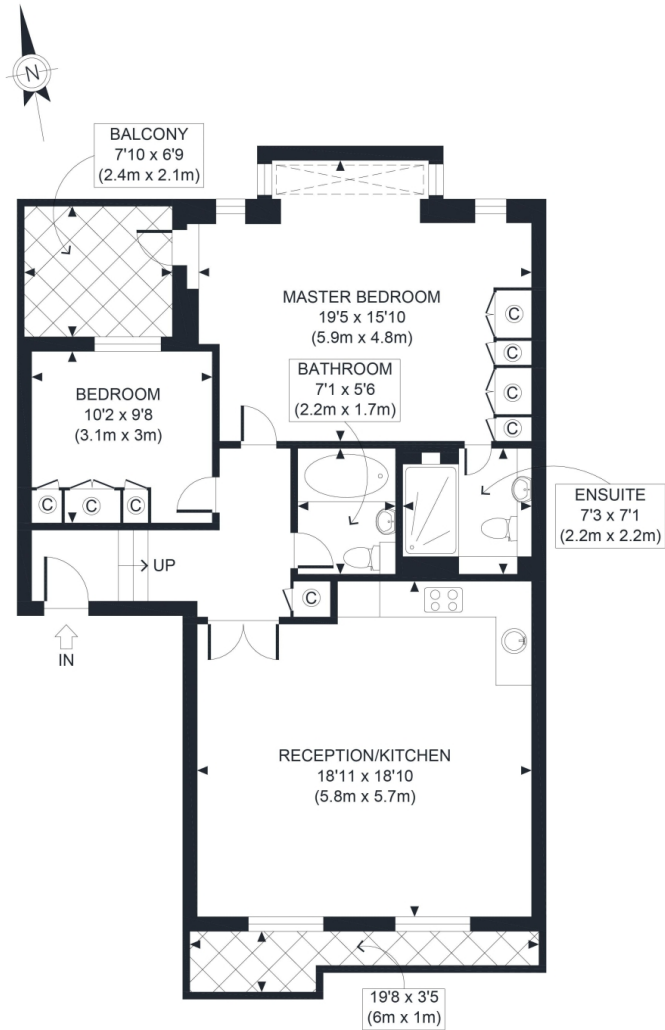 N
BALCONY
7'10 x 6'9
(2.4m x 2.1m)
MASTER BEDROOM
19'5 x 15'10
(5.9m x 4.8m)
C
C
C
C
BATHROOM
7'1 x 5'6
(2.2m x 1.7m)
BEDROOM
10'2 x 9'8
(3.1m x 3m)
C
C
C
ENSUITE
7'3 x 7'1
(2.2m x 2.2m)
UP
IN
C
RECEPTION/KITCHEN
18'11 x 18'10
(5.8m x 5.7m)
19'8 x 3'5
(6m x 1m)